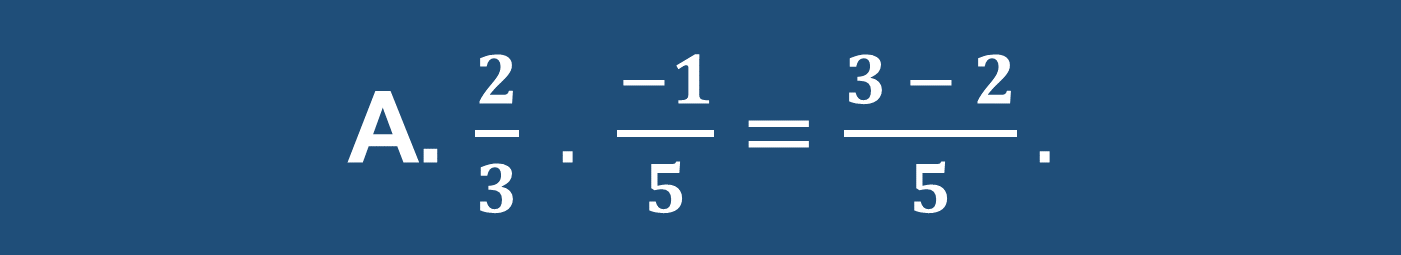 A. 2/3 . −1/5 = 3 − 2/5 .